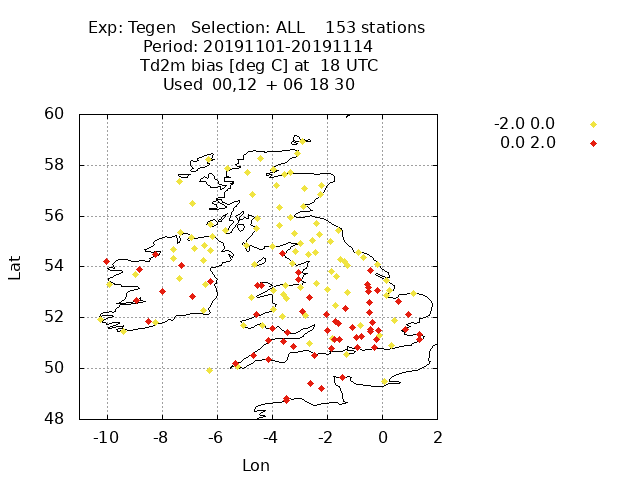 Exp: Tegen Selection: ALL 153 stations
Period: 20191101-20191114
Td2m bias [deg C] at 18 UTC
Used 00,12 + 06 18 30
-2.0 0.0
0.0 2.0
60
58
56
54
52
50
48
Lat
-10 -8 -6 -4 -2 0 2
Lon